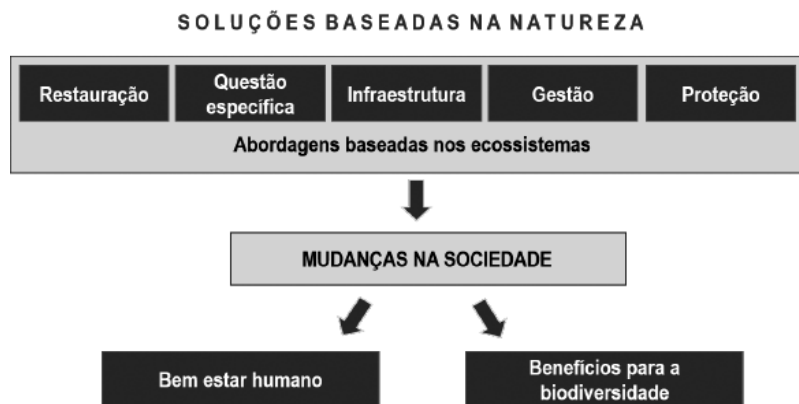 SOLUÇÕES BASEADAS NA NATUREZA
Restauração
Questão
específica
Infraestrutura
Gestão
Proteção
Abordagens baseadas nos ecossistemas
MUDANÇAS NA SOCIEDADE
Bem estar humano
Benefícios para a
biodiversidade